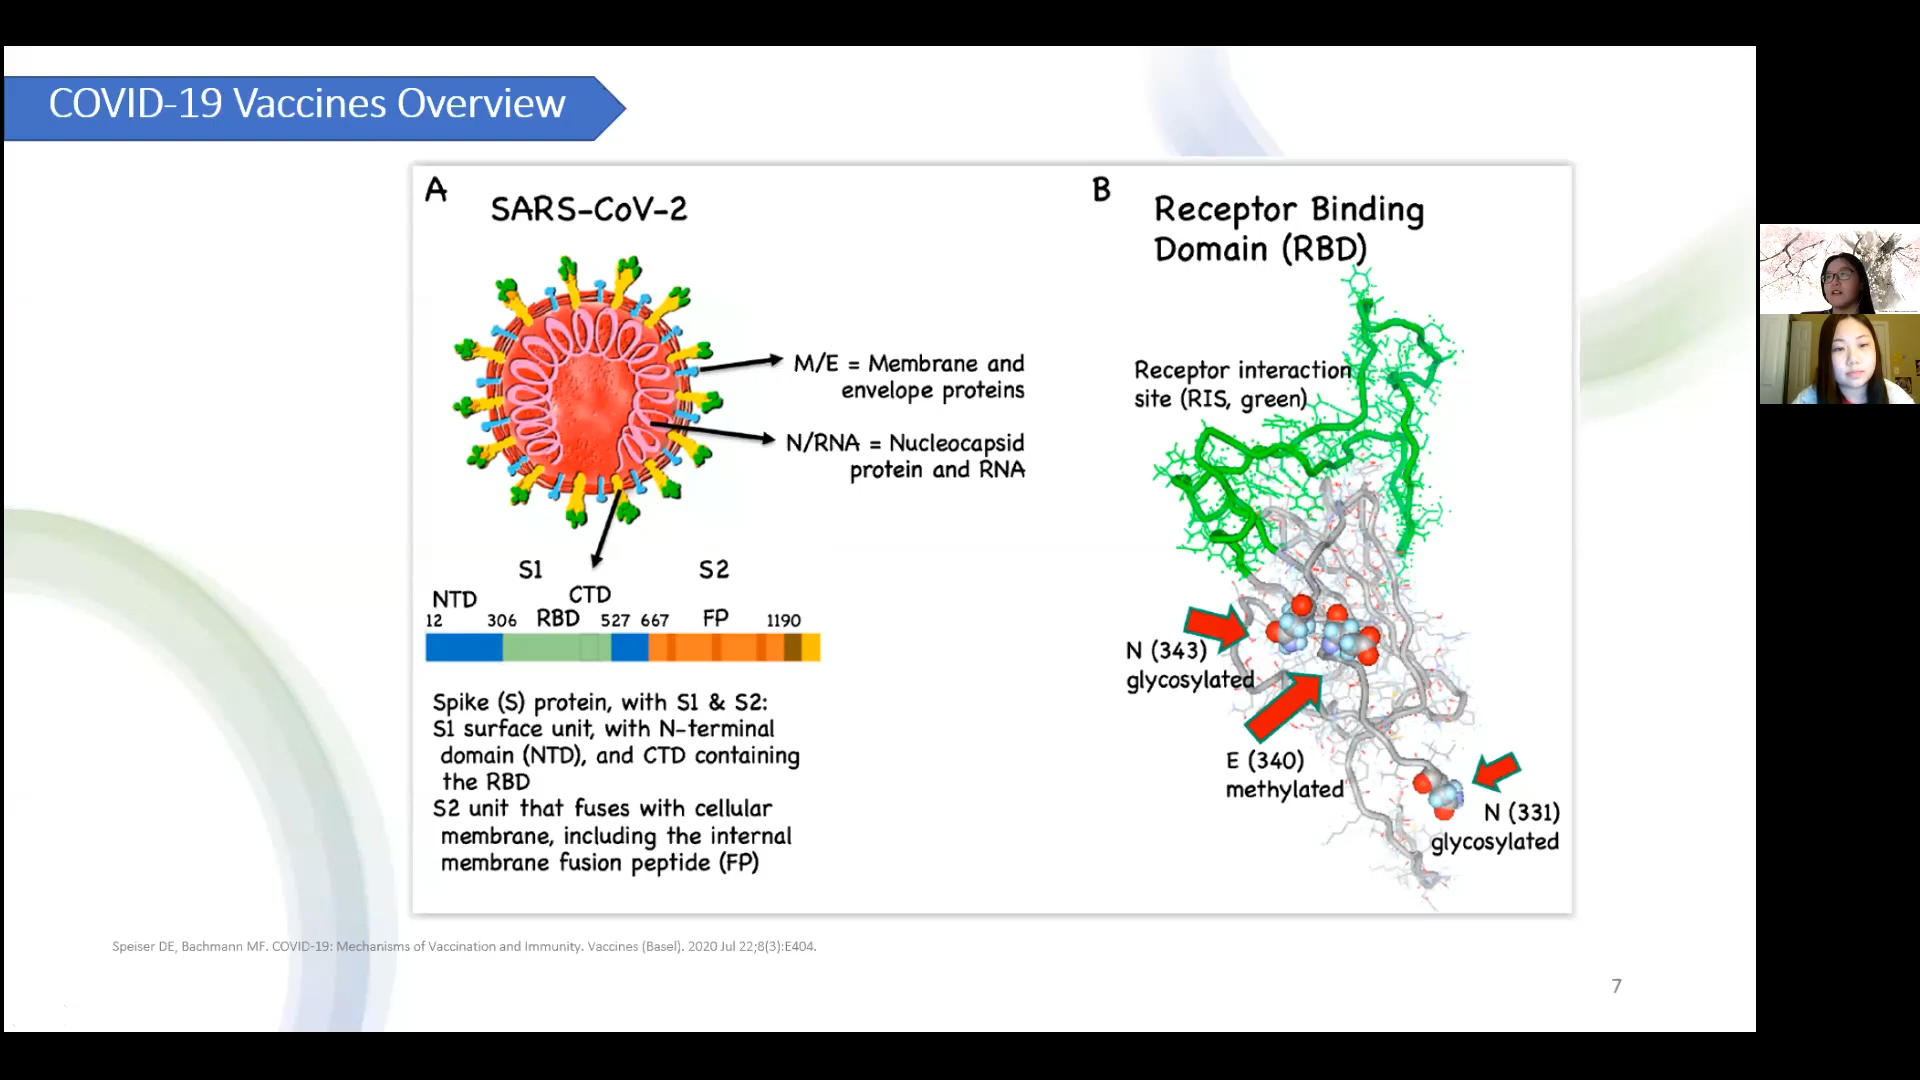 COVID-19 Vaccines Overview
A
SARS-CoV-2
M/E = Membrane and
envelope proteins
N/RNA = Nucleocapsid
protein and RNA
S1
S2
CTD
NTD
RBD
FP
12
306
527
667
1190
Spike (S) protein, with S1 & S2:
S1 surface unit, with N-terminal
domain (NTD), and CTD containing
the RBD
S2 unit that fuses with cellular
membrane, including the internal
membrane fusion peptide (FP)
B
Receptor Binding
Domain (RBD)
Receptor interaction
site (RIS, green)
N (343)
glycosylated
E (340)
methylated
N (331)
glycosylated
Speiser DE, Bachmann MF. COVID-19: Mechanisms of Vaccination and Immunity. Vaccines (Basel). 2020 Jul 22;8(3):E404.
7